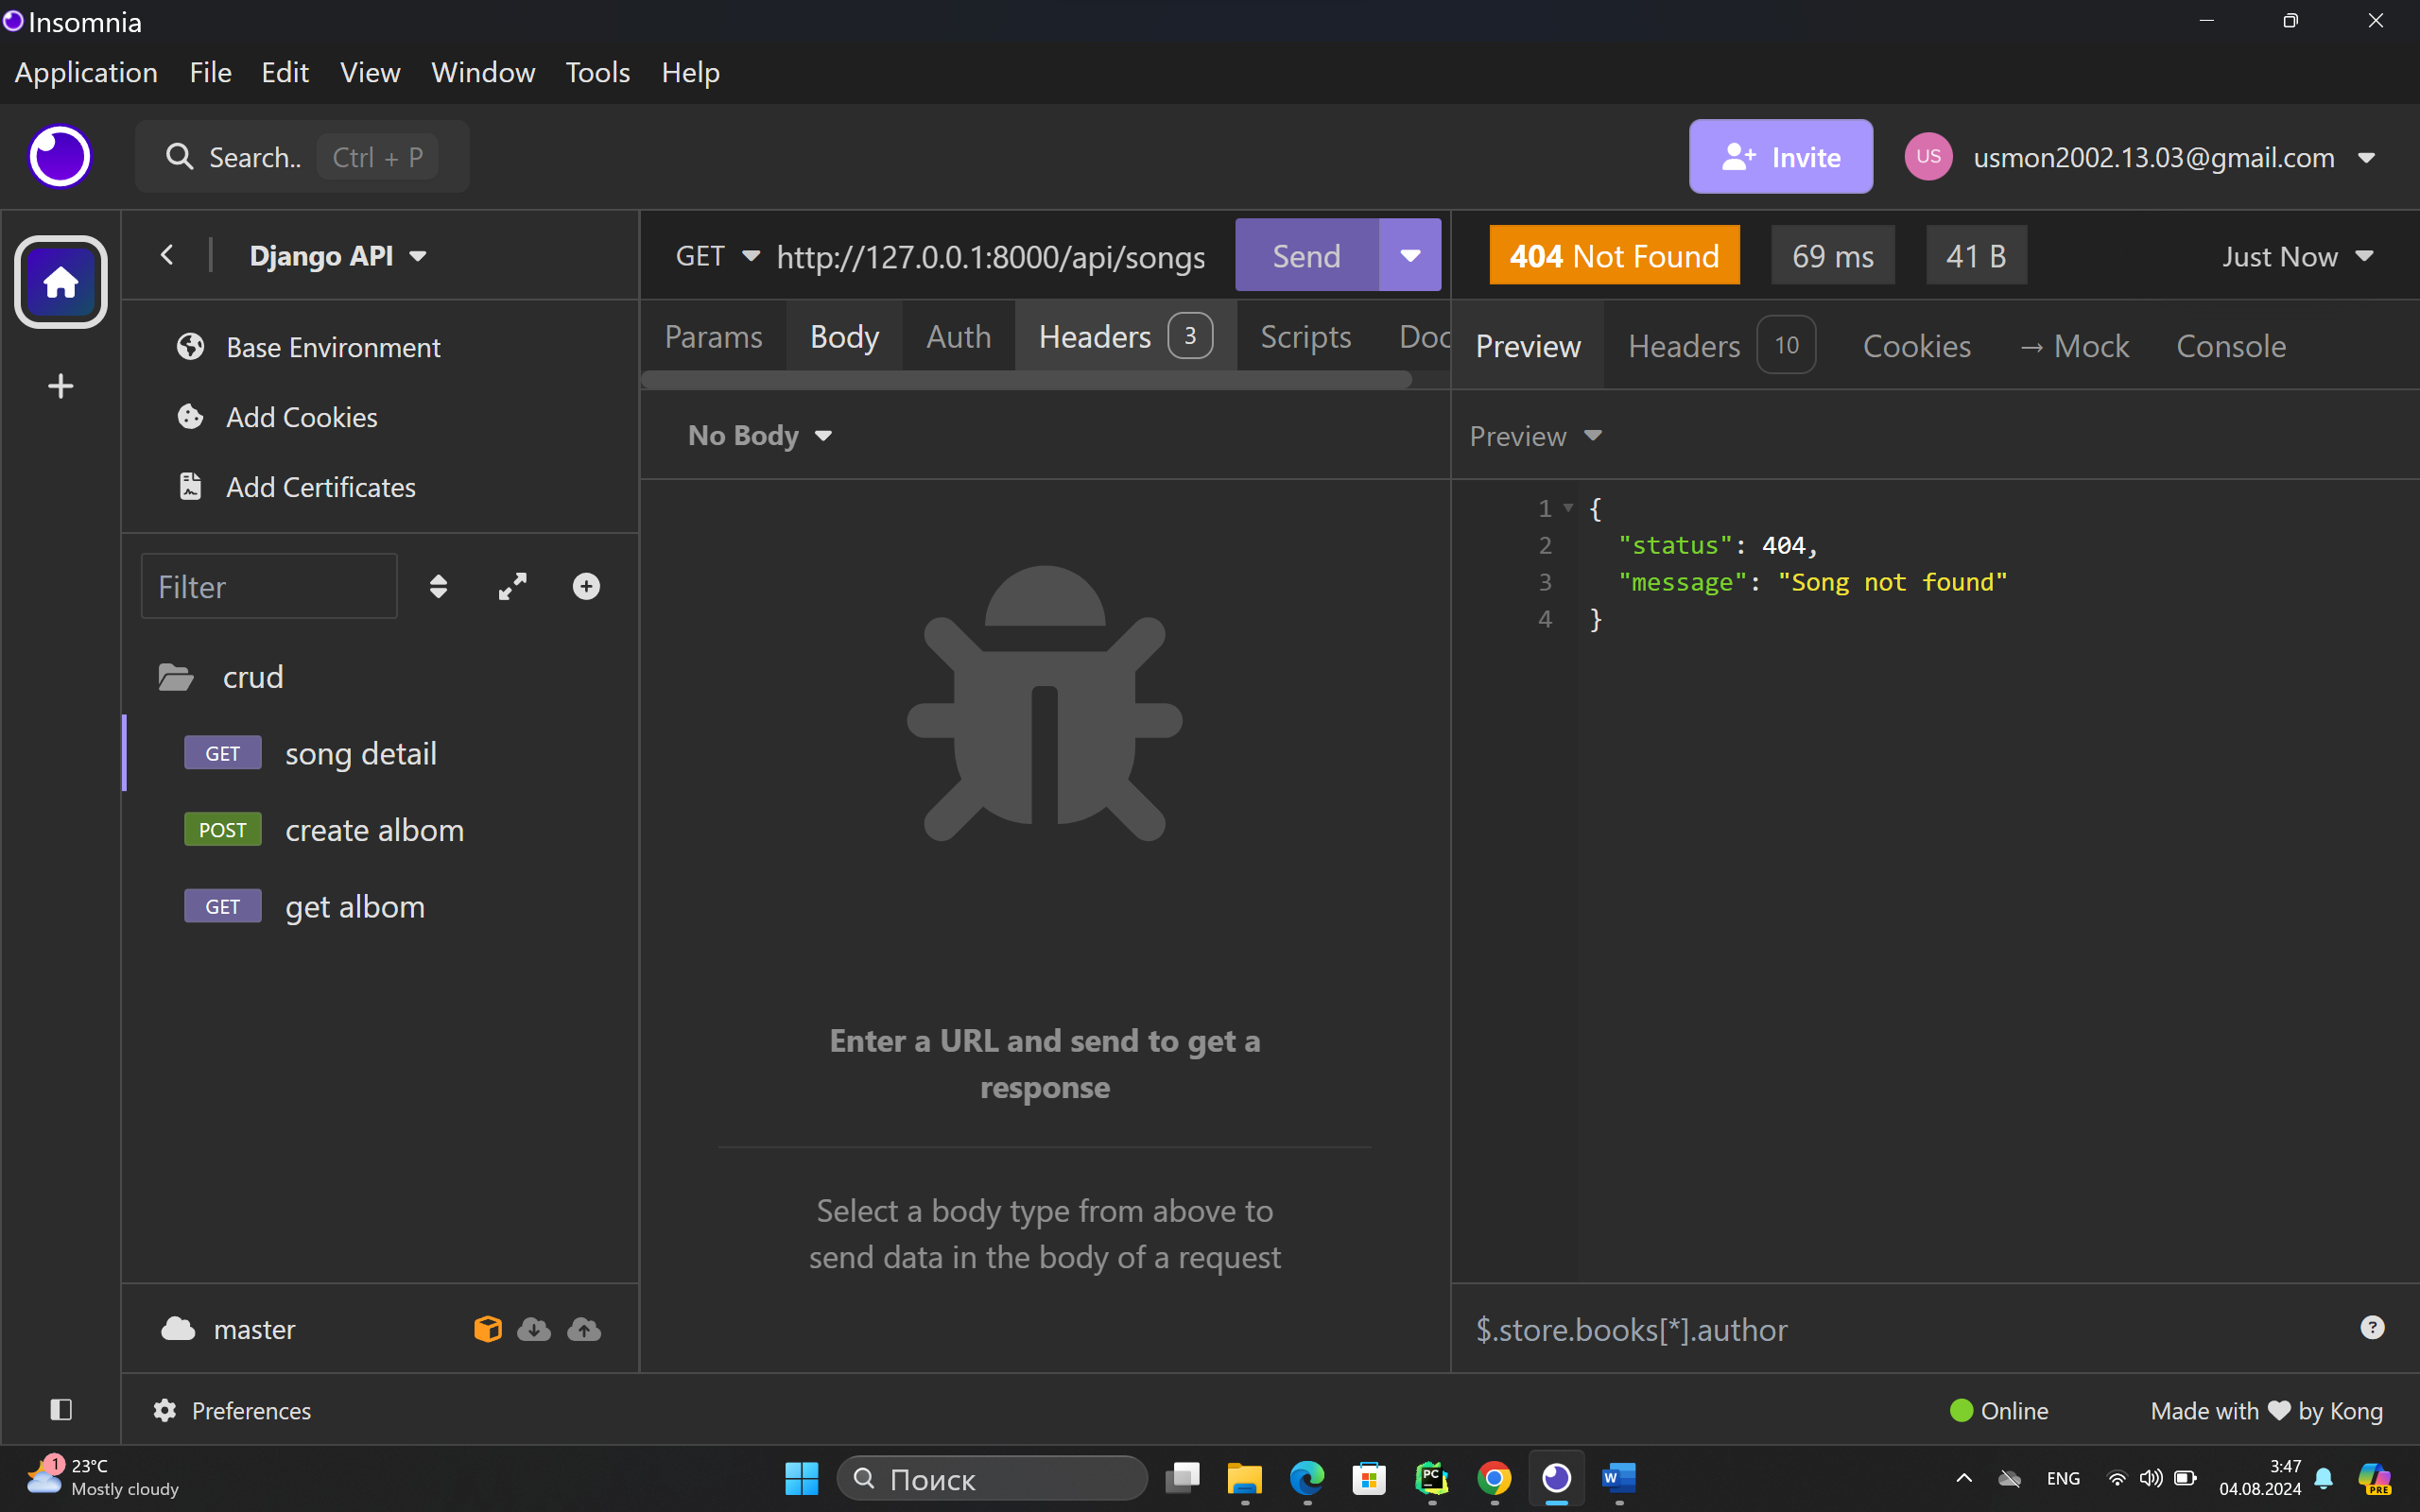 Insomnia
Application File Edit View Window Tools Help
Search.. Ctrl + P
Invite
US
usmon2002.13.03@gmail.com
Django API
GET http://127.0.0.1:8000/api/songs
Send
404 Not Found
69 ms
41 B
Just Now
Params Body Auth Headers 3 Scripts Doc
Preview Headers 10 Cookies → Mock Console
Base Environment
Add Cookies
Add Certificates
No Body
Preview
Filter
1 {
2 "status": 404,
3 "message": "Song not found"
4 }
crud
GET song detail
POST create albom
GET get albom
Enter a URL and send to get a
response
Select a body type from above to
send data in the body of a request
master
$.store.books[*].author
?
Preferences
Online
Made with ♥ by Kong
1
23°C
Mostly cloudy
Поиск
PC
W
ENG
3:47
04.08.2024
PRE